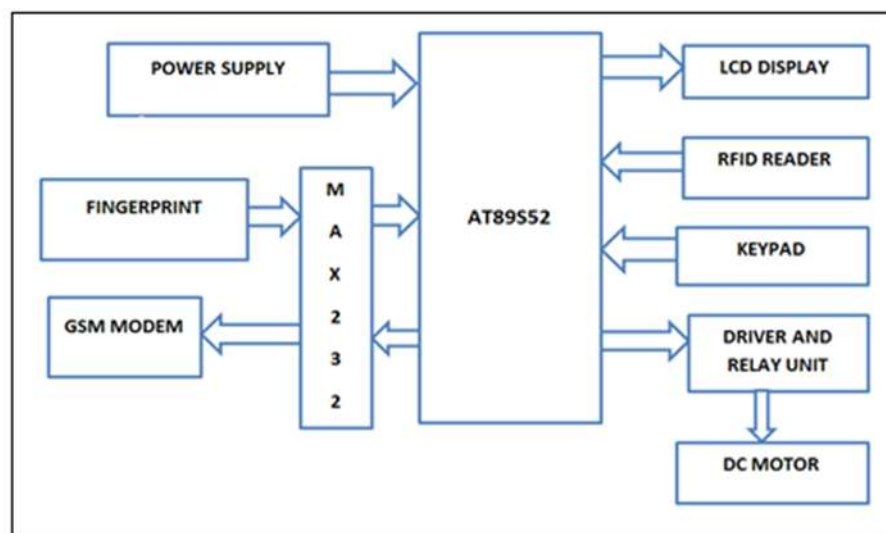 POWER SUPPLY
LCD DISPLAY
RFID READER
FINGERPRINT
M
A
X
2
3
2
AT89S52
KEYPAD
GSM MODEM
DRIVER AND
RELAY UNIT
DC MOTOR